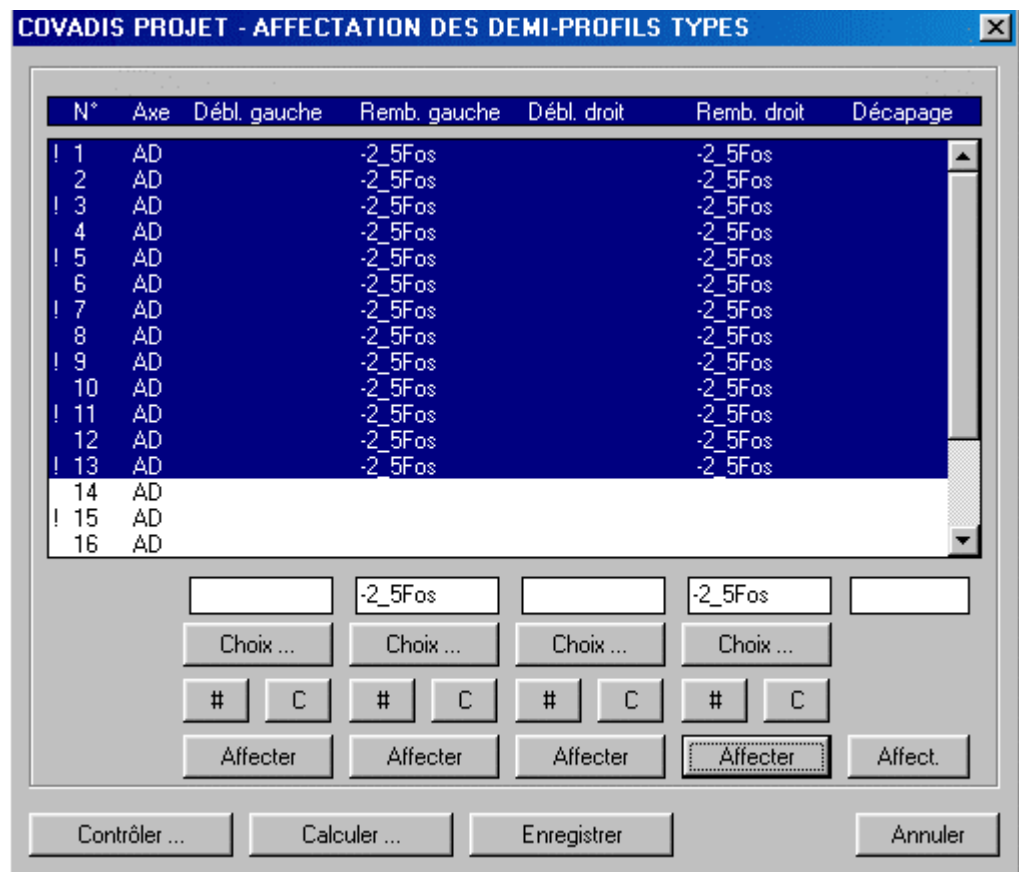 COVADIS PROJET - AFFECTATION DES DEMI-PROFILS TYPES
N° Axe Débl. gauche Remb. gauche Débl. droit Remb. droit Décapage
! 1 AD -2_5Fos -2_5Fos
2 AD -2_5Fos -2_5Fos
! 3 AD -2_5Fos -2_5Fos
4 AD -2_5Fos -2_5Fos
! 5 AD -2_5Fos -2_5Fos
6 AD -2_5Fos -2_5Fos
! 7 AD -2_5Fos -2_5Fos
8 AD -2_5Fos -2_5Fos
! 9 AD -2_5Fos -2_5Fos
10 AD -2_5Fos -2_5Fos
! 11 AD -2_5Fos -2_5Fos
12 AD -2_5Fos -2_5Fos
! 13 AD -2_5Fos -2_5Fos
14 AD
! 15 AD
16 AD
-2_5Fos -2_5Fos
Choix ... Choix ... Choix ... Choix ...
# C # C # C # C
Affecter Affecter Affecter Affecter Affect.
Contrôler ... Calculer ... Enregistrer Annuler